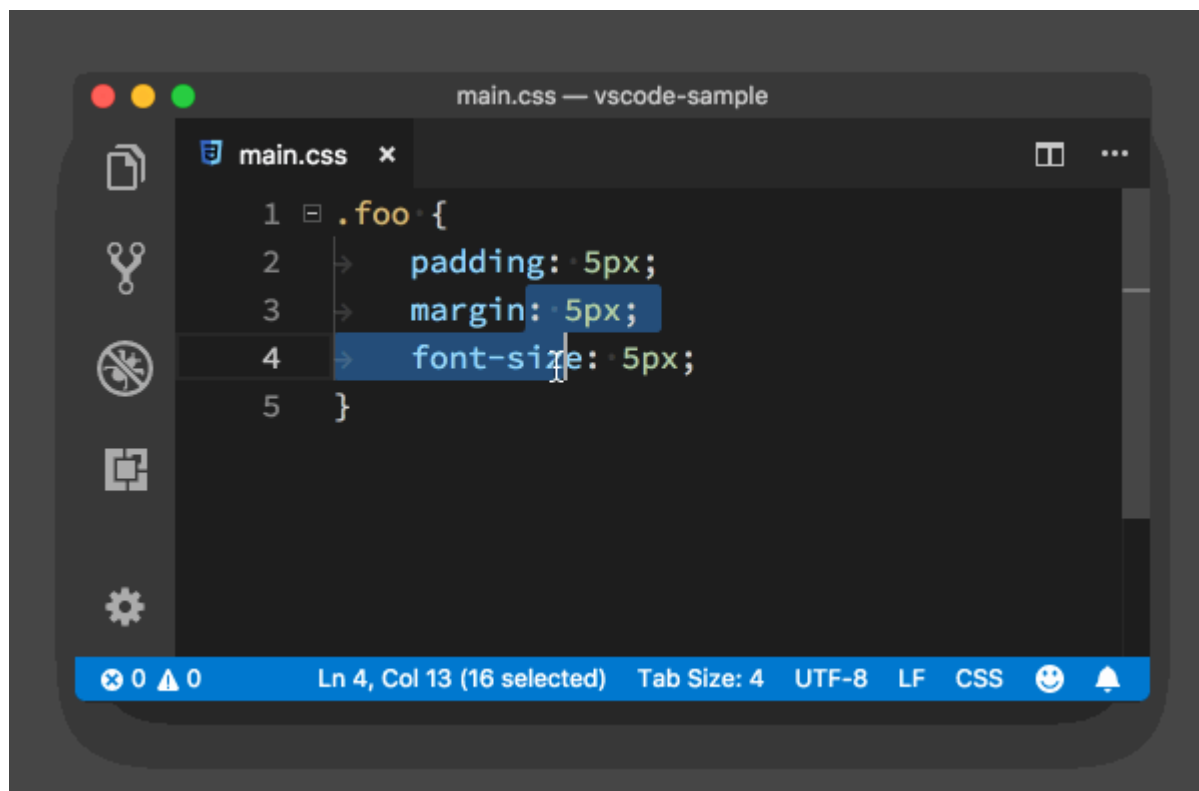 main.css — vscode-sample
main.css ×
1 .foo {
2 padding: 5px;
3 margin: 5px;
4 font-size: 5px;
5 }
0 0 Ln 4, Col 13 (16 selected) Tab Size: 4 UTF-8 LF CSS